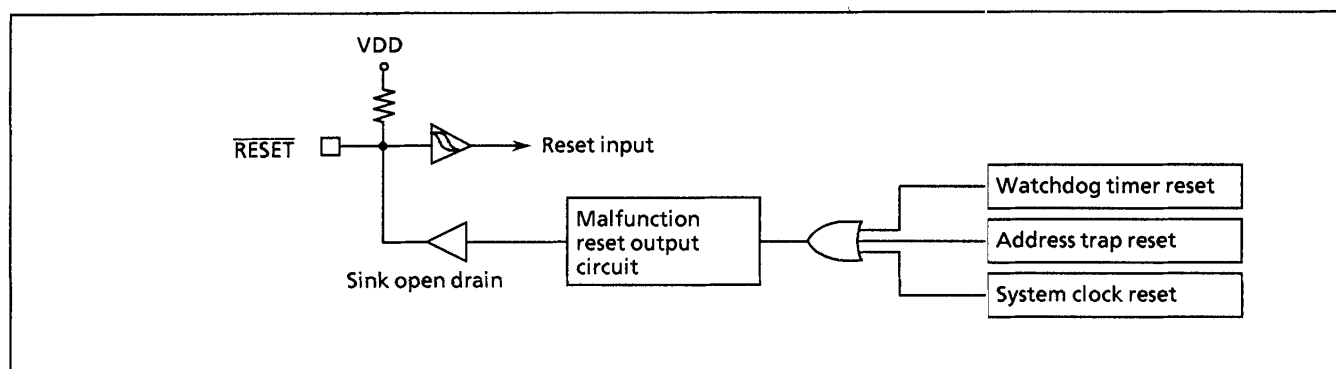 VDD
RESET
Reset input
Watchdog timer reset
Malfunction
reset output
circuit
Address trap reset
Sink open drain
System clock reset